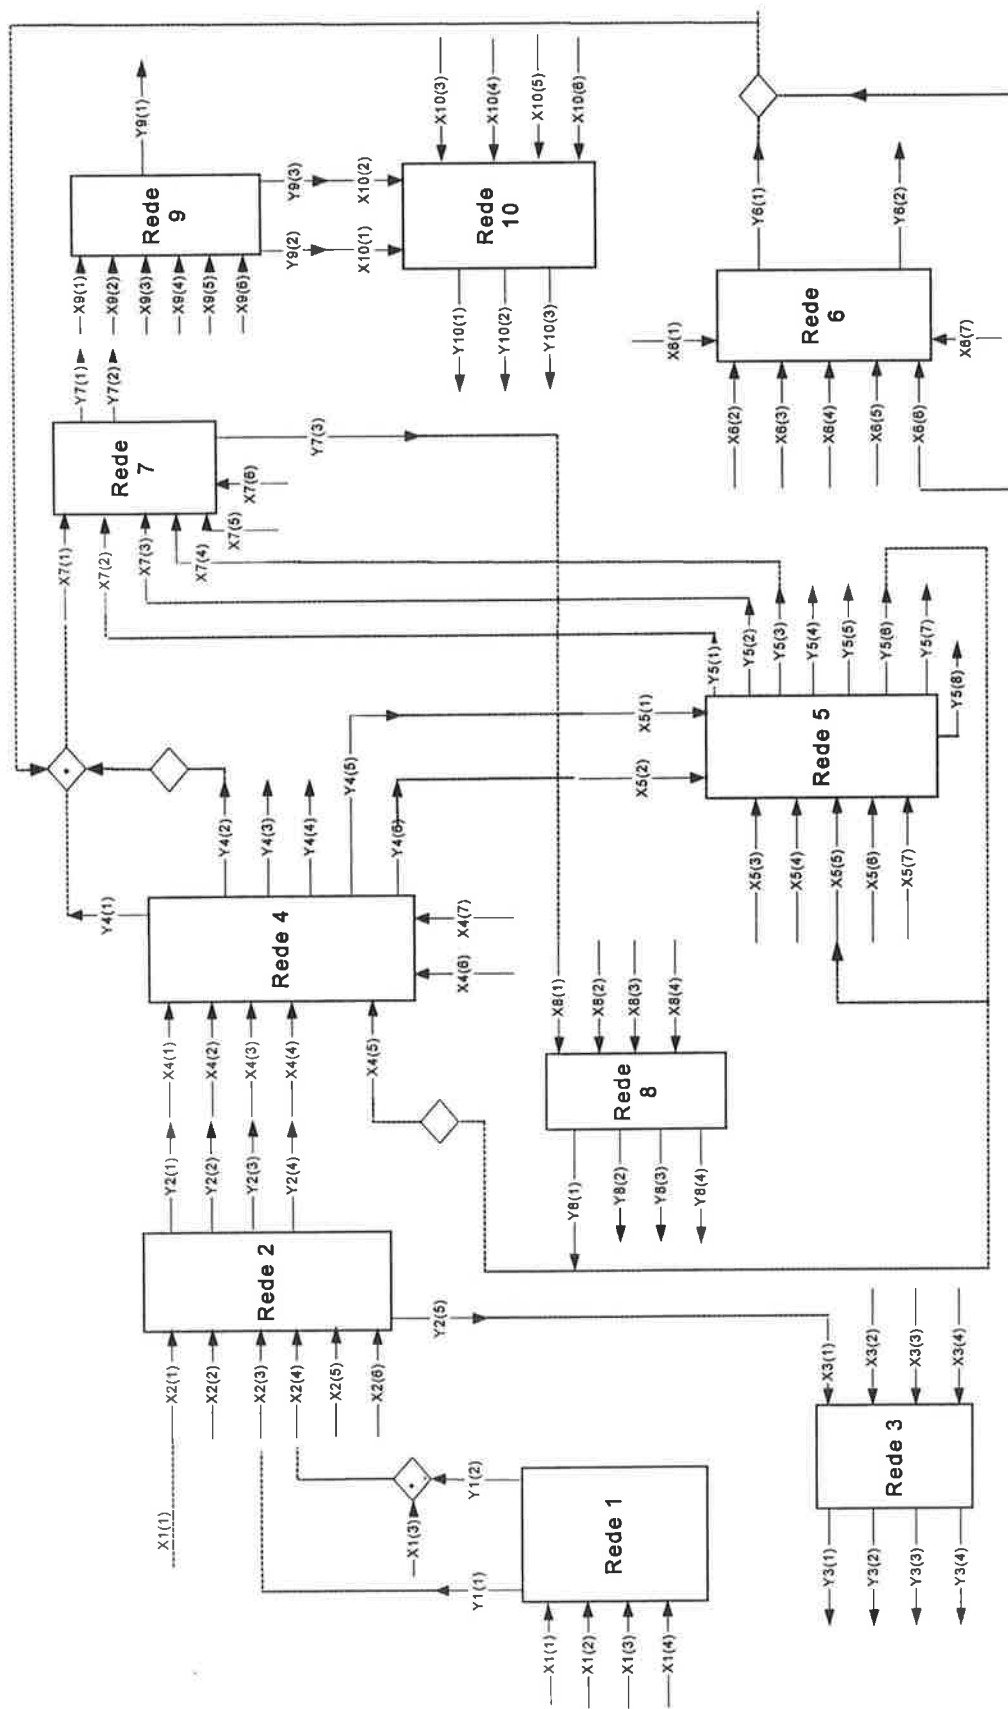 X1(1)
X1(2)
X1(3)
X1(4)
Rede 1
Y1(1)
Y1(2)
X1(3)
X1(1)
X2(1)
X2(2)
X2(3)
X2(4)
X2(5)
X2(6)
Rede 2
Y2(1)
Y2(2)
Y2(3)
Y2(4)
Y2(5)
X3(1)
X3(2)
X3(3)
X3(4)
Rede 3
Y3(1)
Y3(2)
Y3(3)
Y3(4)
X4(1)
X4(2)
X4(3)
X4(4)
X4(5)
X4(6)
X4(7)
Rede 4
Y4(1)
Y4(2)
Y4(3)
Y4(4)
Y4(5)
Y4(6)
X5(1)
X5(2)
X5(3)
X5(4)
X5(5)
X5(6)
X5(7)
Rede 5
Y5(1)
Y5(2)
Y5(3)
Y5(4)
Y5(5)
Y5(6)
Y5(7)
Y5(8)
X6(1)
X6(2)
X6(3)
X6(4)
X6(5)
X6(6)
X6(7)
Rede
6
Y6(1)
Y6(2)
X7(1)
X7(2)
X7(3)
X7(4)
X7(5)
X7(6)
Rede
7
Y7(1)
Y7(2)
Y7(3)
X8(1)
X8(2)
X8(3)
X8(4)
Rede
8
Y8(1)
Y8(2)
Y8(3)
Y8(4)
X9(1)
X9(2)
X9(3)
X9(4)
X9(5)
X9(6)
Rede
9
Y9(1)
Y9(2)
Y9(3)
X10(1)
X10(2)
X10(3)
X10(4)
X10(5)
X10(6)
Rede
10
Y10(1)
Y10(2)
Y10(3)